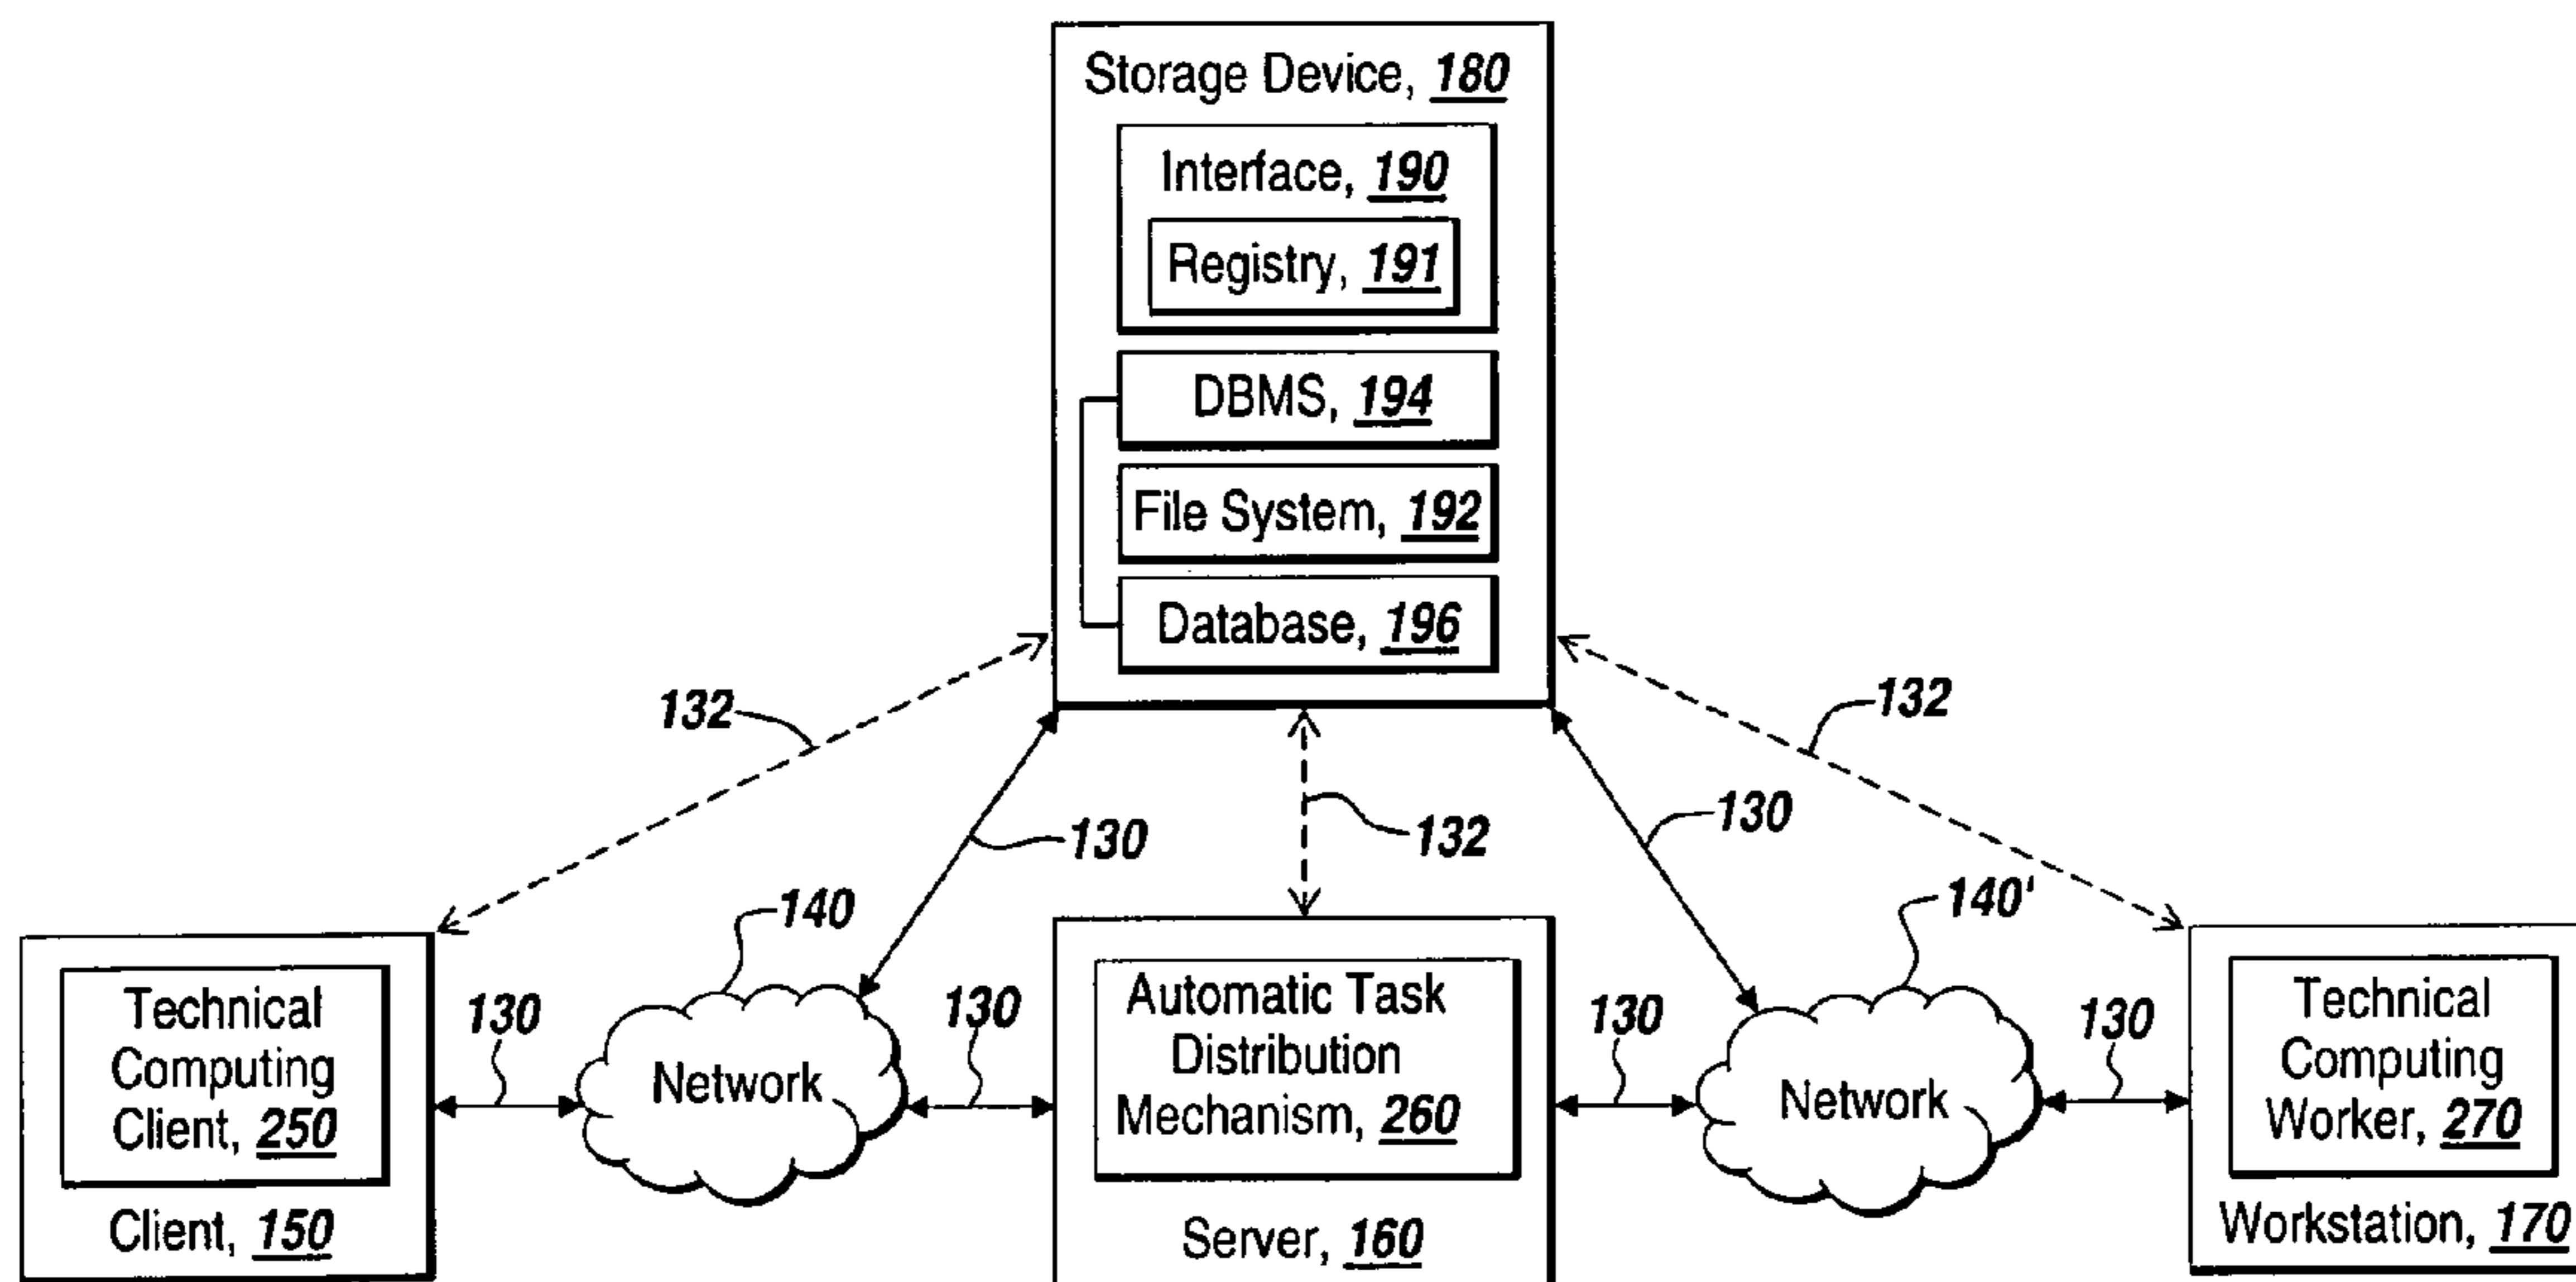 Storage Device, 180
Interface, 190
Registry, 191
DBMS, 194
File System, 192
Database, 196
132
132
130
132
130
140
140'
Technical
Computing
Client, 250
Client, 150
130
Network
130
Automatic Task
Distribution
Mechanism, 260
Server, 160
130
Network
130
Technical
Computing
Worker, 270
Workstation, 170